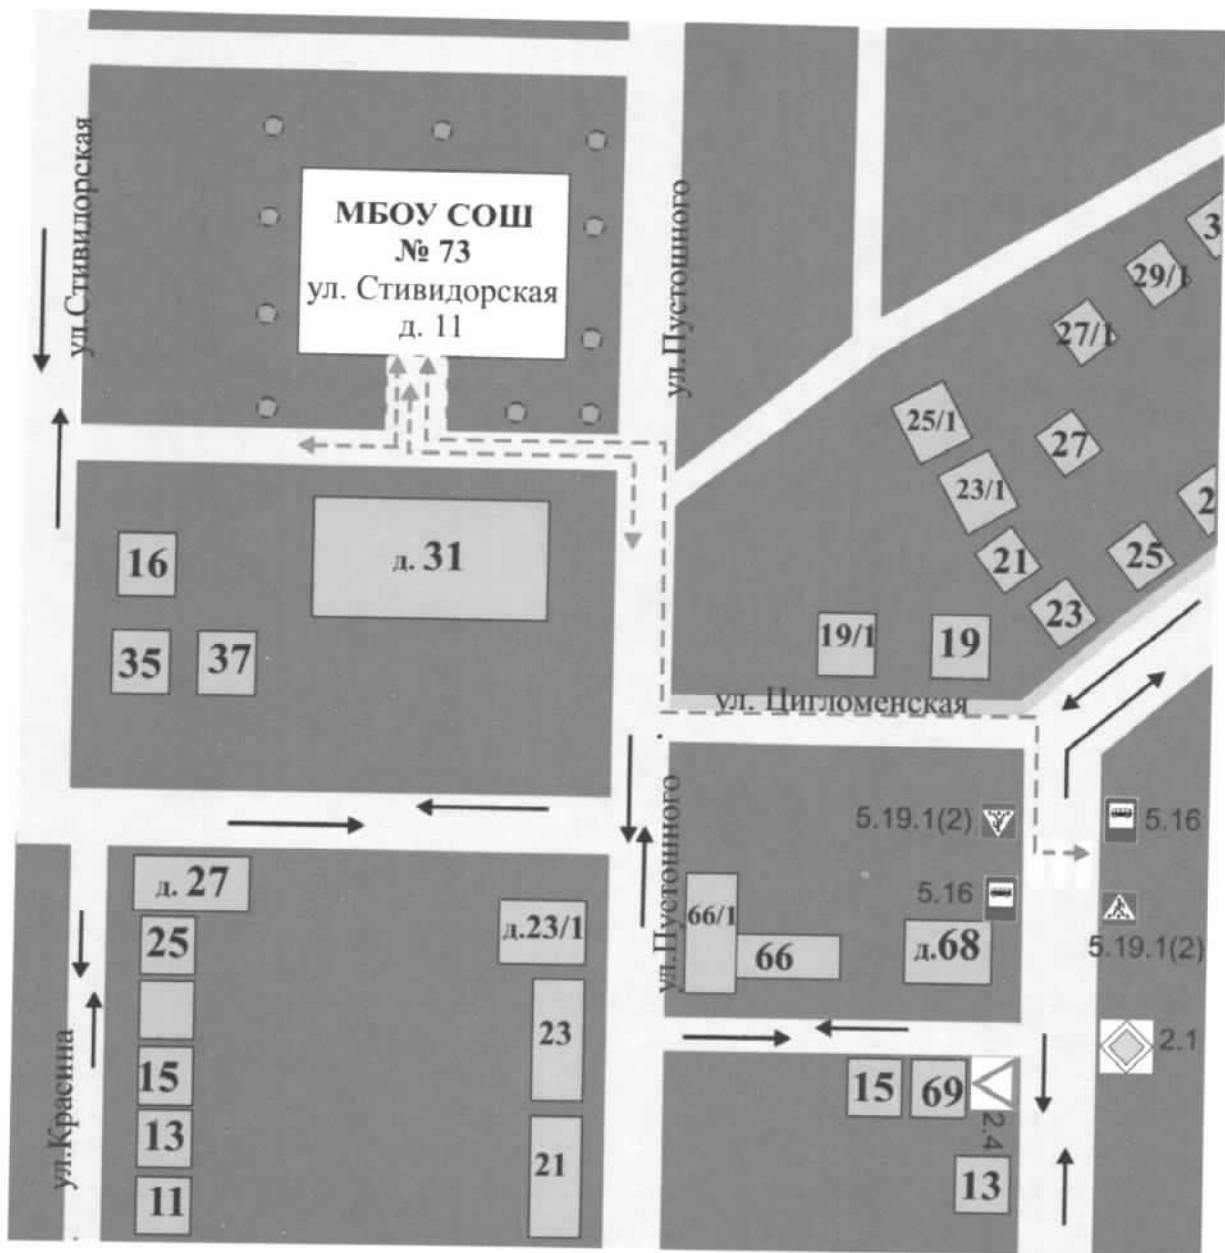 ул.Стивидорская
МБОУ СОШ
№ 73
ул. Стивидорская
д. 11
ул.Пустошного
29/1
27/1
25/1
27
23/1
21
25
23
19/1
19
ул. Цигломенская
16
д. 31
35
37
ул.Пустошного
5.19.1(2)
5.16
5.16
5.19.1(2)
2.1
66/1
66
д.68
15
69
2.4
13
д. 27
25
15
13
11
д.23/1
23
21
ул.Красина